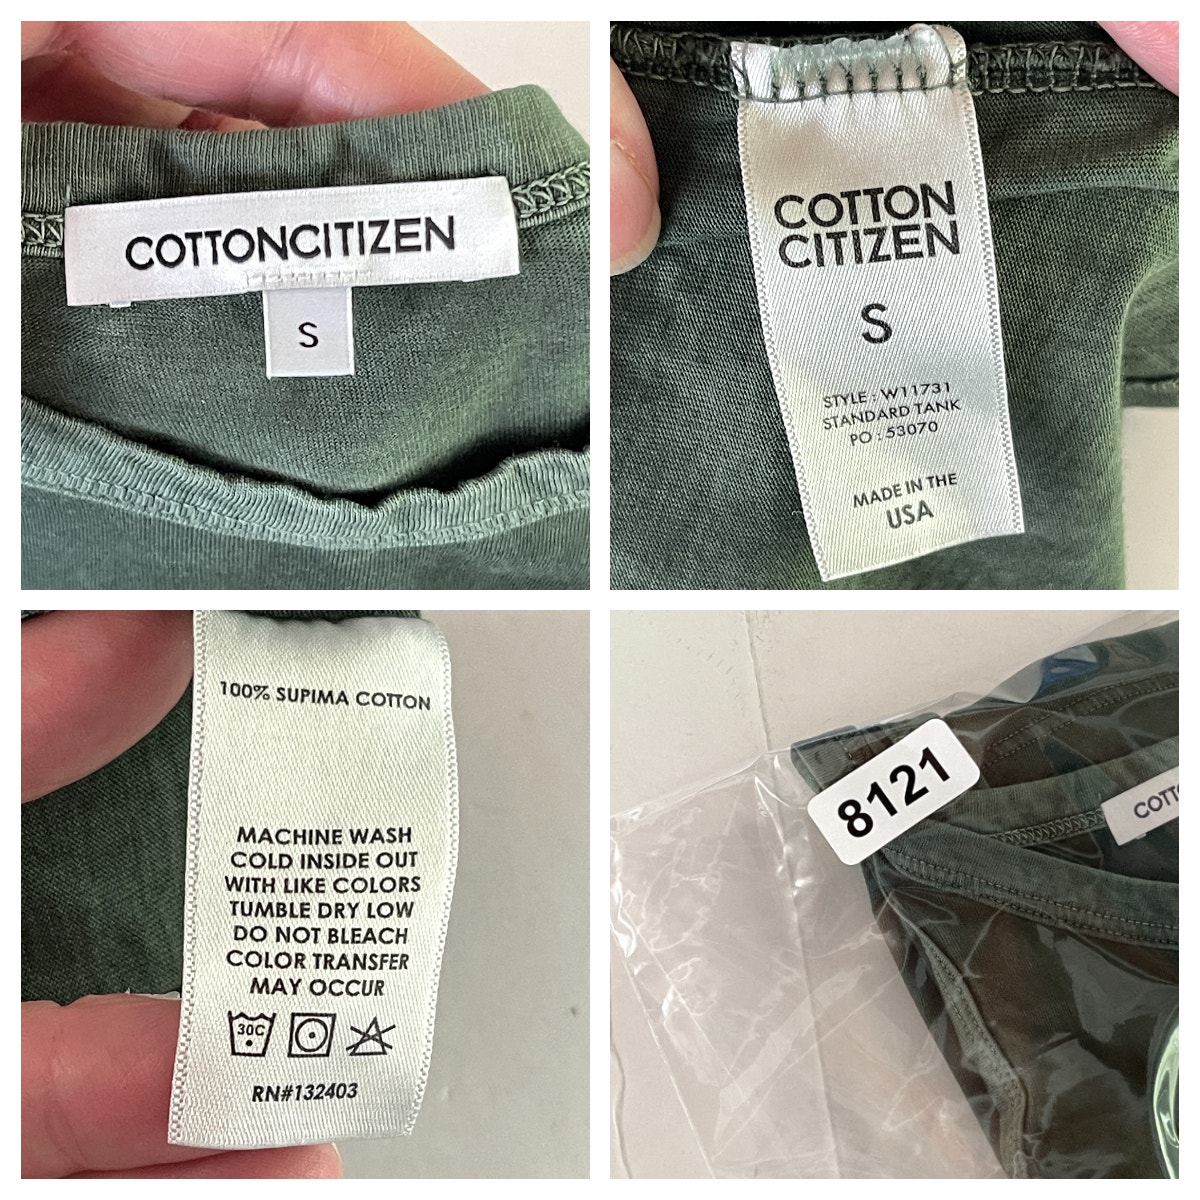 COTTONCITIZEN
S
COTTON
CITIZEN
S
STYLE : W11731
STANDARD TANK
PO : 53070
MADE IN THE
USA
100% SUPIMA COTTON
MACHINE WASH
COLD INSIDE OUT
WITH LIKE COLORS
TUMBLE DRY LOW
DO NOT BLEACH
COLOR TRANSFER
MAY OCCUR
30C
RN#132403
8121
COTTO